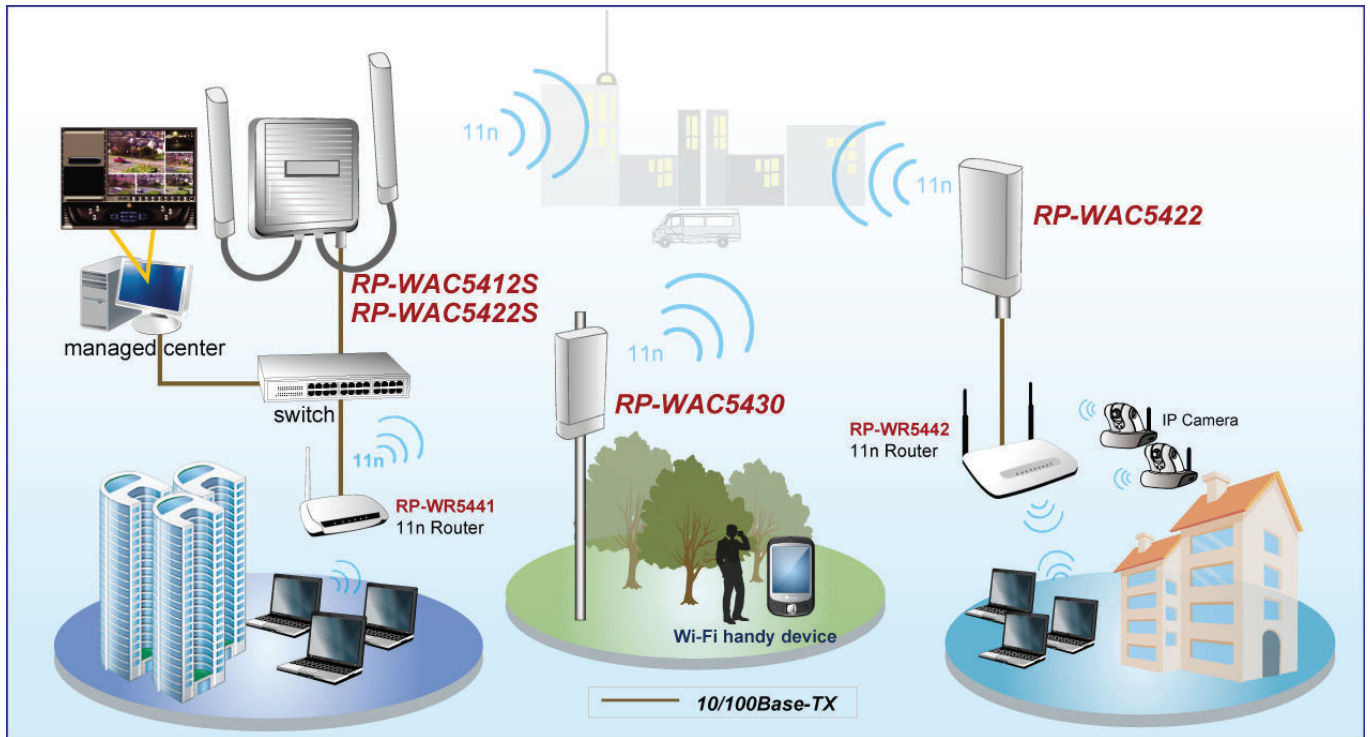 11n
11n
RP-WAC5422
RP-WAC5412S
RP-WAC5422S
managed center
11n
switch
RP-WAC5430
RP-WR5442
11n Router
IP Camera
11n
RP-WR5441
11n Router
Wi-Fi handy device
10/100Base-TX